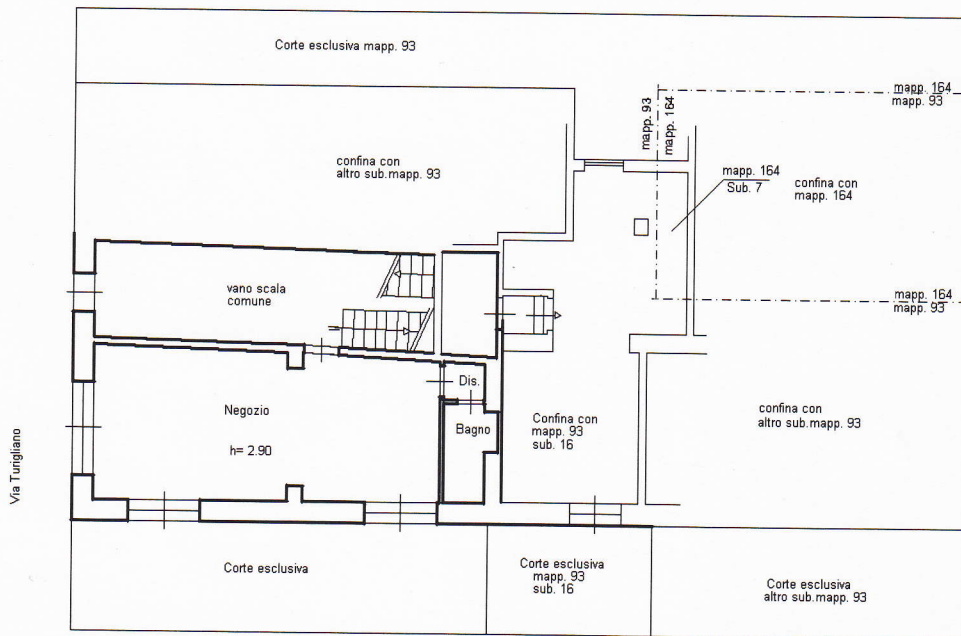 Corte esclusiva mapp. 93
mapp. 164
mapp. 93
mapp. 93
mapp. 164
confina con
altro sub.mapp. 93
mapp. 164
Sub. 7
confina con
mapp. 164
vano scala
comune
mapp. 164
mapp. 93
Dis.
Negozio
h= 2.90
Bagno
Confina con
mapp. 93
sub. 16
confina con
altro sub.mapp. 93
Via Turigliano
Corte esclusiva
Corte esclusiva
mapp. 93
sub. 16
Corte esclusiva
altro sub.mapp. 93